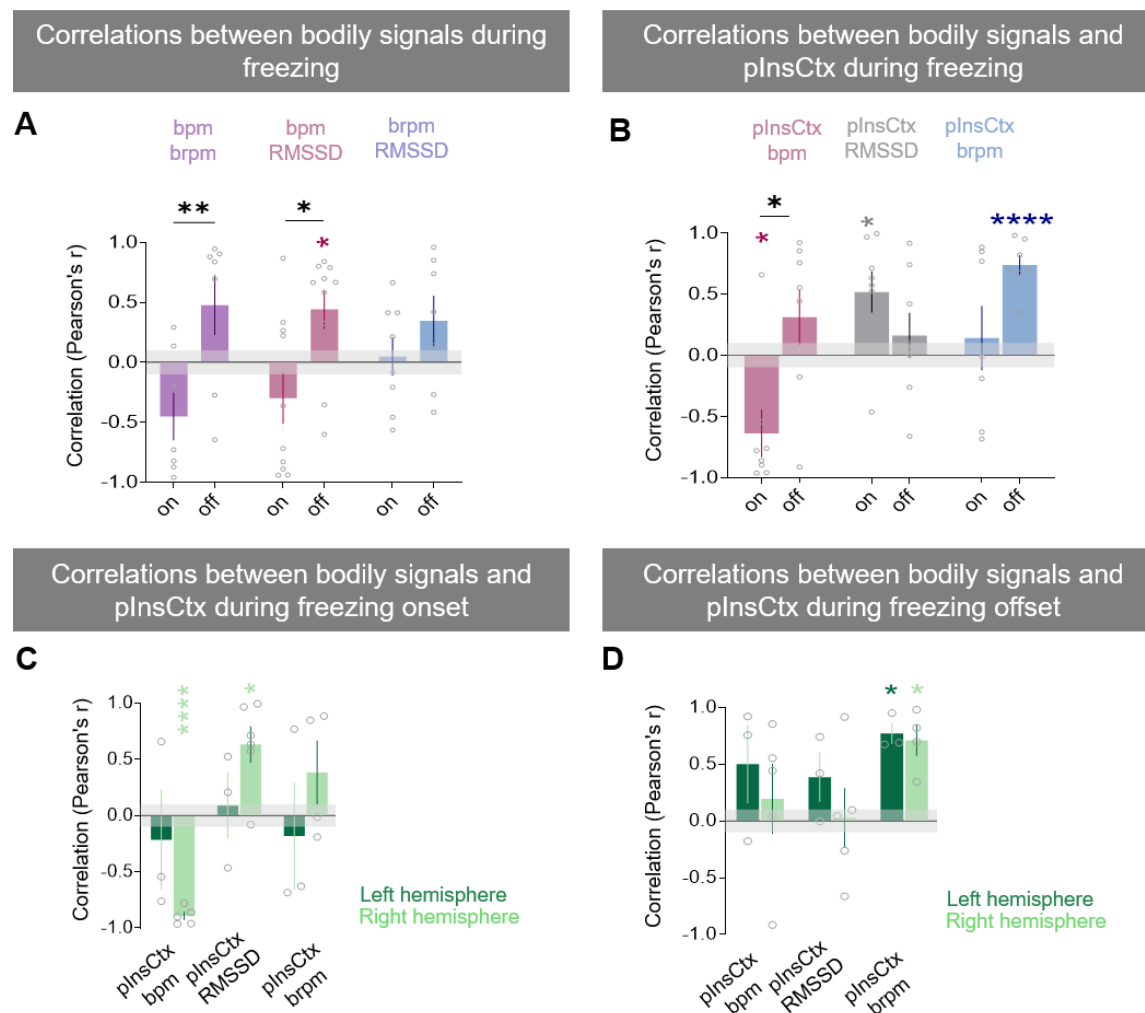 Correlations between bodily signals during
freezing
Correlations between bodily signals and
pInsCtx during freezing
A
bpm
brpm
bpm
RMSSD
brpm
RMSSD
**
*
*
Correlation (Pearson's r)
1.0
0.5
0.0
-0.5
-1.0
on
off
on
off
on
off
B
pInsCtx
bpm
pInsCtx
RMSSD
pInsCtx
brpm
*
*
*
****
Correlation (Pearson's r)
1.0
0.5
0.0
-0.5
-1.0
on
off
on
off
on
off
Correlations between bodily signals and
pInsCtx during freezing onset
Correlations between bodily signals and
pInsCtx during freezing offset
C
****
*
Correlation (Pearson's r)
1.0
0.5
0.0
-0.5
-1.0
pInsCtx
bpm
pInsCtx
RMSSD
pInsCtx
brpm
Left hemisphere
Right hemisphere
D
*
*
Correlation (Pearson's r)
1.0
0.5
0.0
-0.5
-1.0
pInsCtx
bpm
pInsCtx
RMSSD
pInsCtx
brpm
Left hemisphere
Right hemisphere